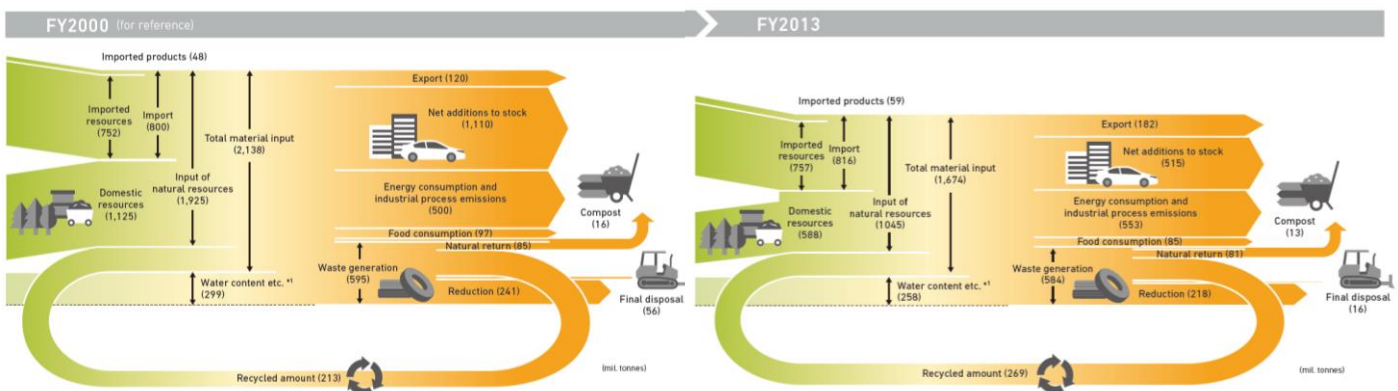 FY2000 (for reference)
Imported products (48)
Imported
resources
(752)
Import
(800)
Total material input
(2,138)
Input of
natural resources
(1,925)
Domestic
resources
(1,125)
Water content etc. *1
(299)
Export (120)
Net additions to stock
(1,110)
Energy consumption and
industrial process emissions
(500)
Food consumption (97)
Natural return (85)
Waste generation
(595)
Reduction (241)
Compost
(16)
Final disposal
(56)
Recycled amount (213)
(mil. tonnes)
FY2013
Imported products (59)
Imported
resources
(757)
Import
(816)
Total material input
(1,674)
Input of
natural resources
(1045)
Domestic
resources
(588)
Water content etc. *1
(258)
Export (182)
Net additions to stock
(515)
Energy consumption and
industrial process emissions
(553)
Food consumption (85)
Natural return (81)
Waste generation
(584)
Reduction (218)
Compost
(13)
Final disposal
(16)
Recycled amount (269)
(mil. tonnes)